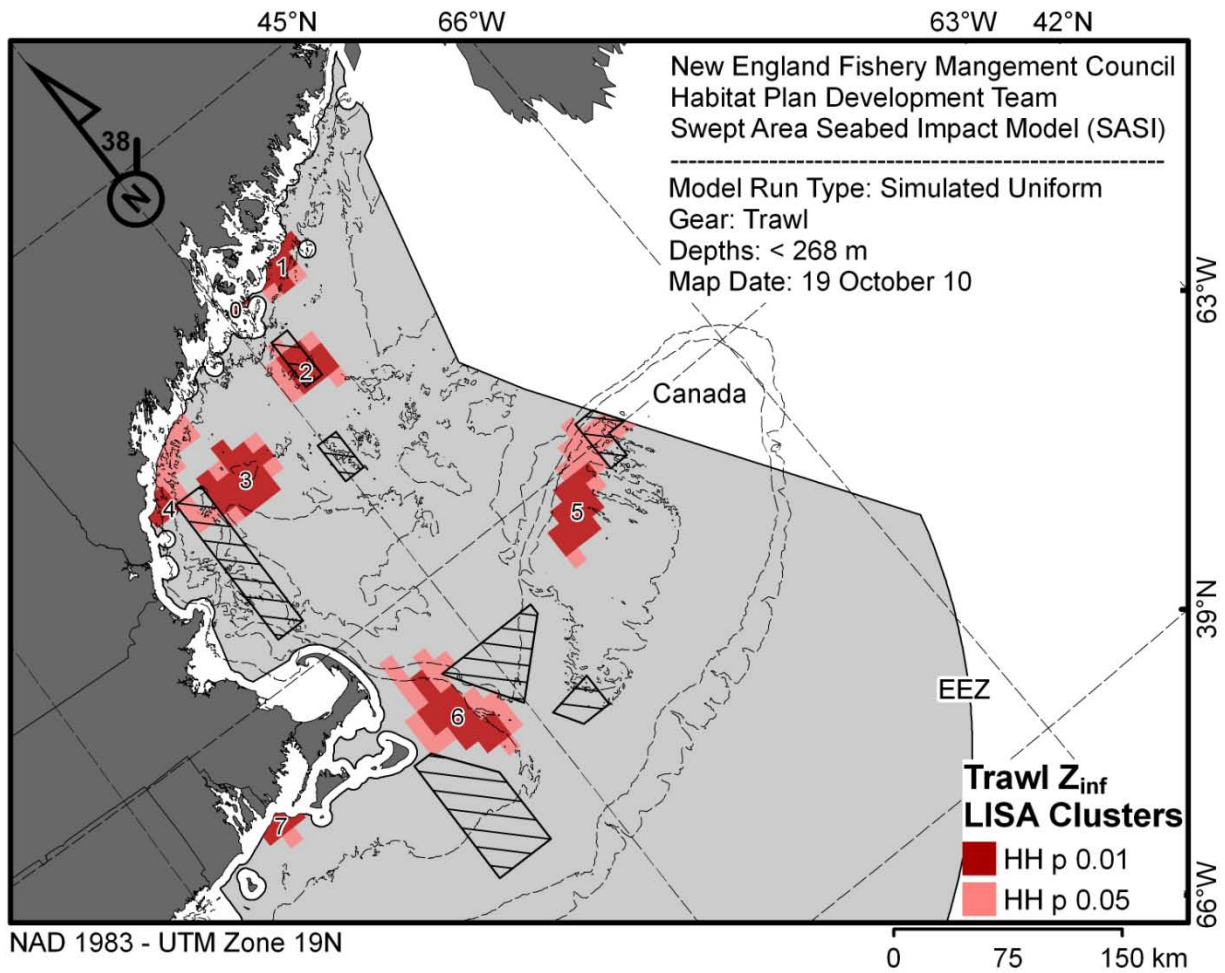 45°N 66°W 63°W 42°N
New England Fishery Mangement Council
Habitat Plan Development Team
Swept Area Seabed Impact Model (SASI)
------------------------------------------------------
Model Run Type: Simulated Uniform
Gear: Trawl
Depths: < 268 m
Map Date: 19 October 10
38
N
1
0
63°W
2
Canada
3
4
5
39°N
EEZ
6
7
Trawl Zinf
LISA Clusters
HH p 0.01
HH p 0.05
66°W
NAD 1983 - UTM Zone 19N
0 75 150 km